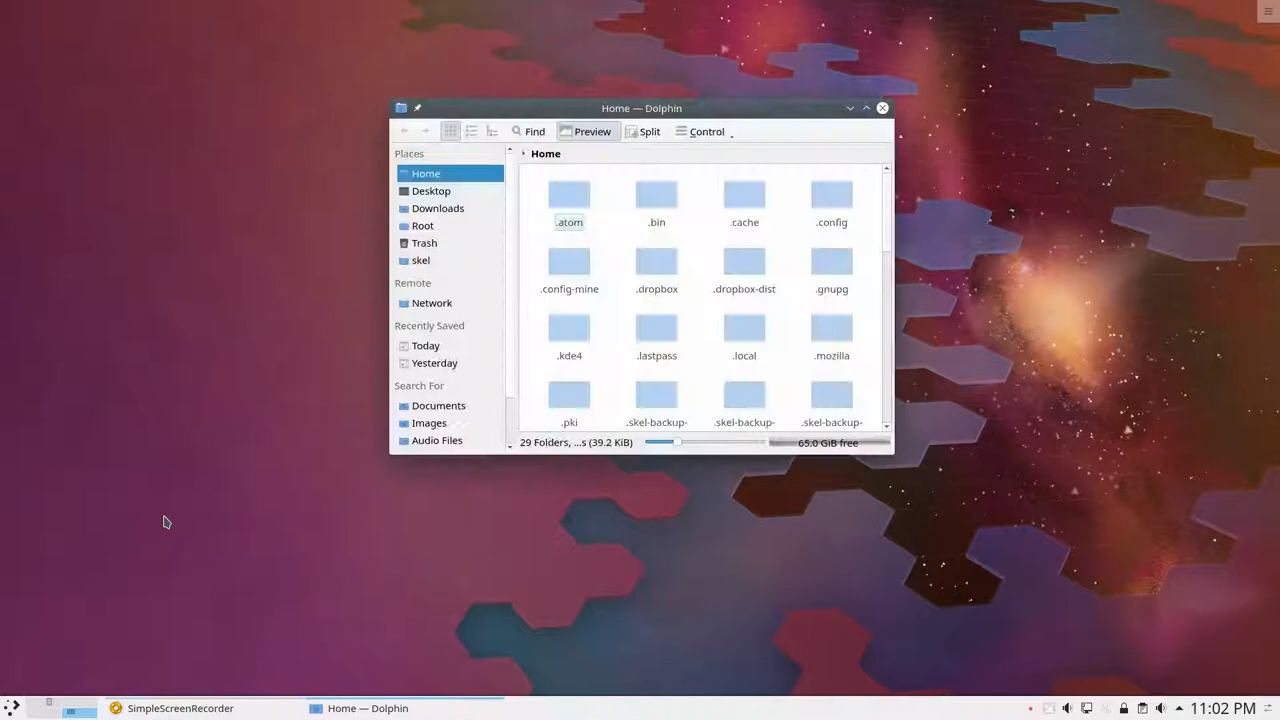 Home — Dolphin
Find
Preview
Split
Control
Places
Home
Desktop
Downloads
Root
Trash
skel
Remote
Network
Recently Saved
Today
Yesterday
Search For
Documents
Images
Audio Files
Home
.atom .bin .cache .config
.config-mine .dropbox .dropbox-dist .gnupg
.kde4 .lastpass .local .mozilla
.pki .skel-backup- .skel-backup- .skel-backup-
29 Folders, ...s (39.2 KiB)
65.0 GiB free
SimpleScreenRecorder
Home — Dolphin
11:02 PM